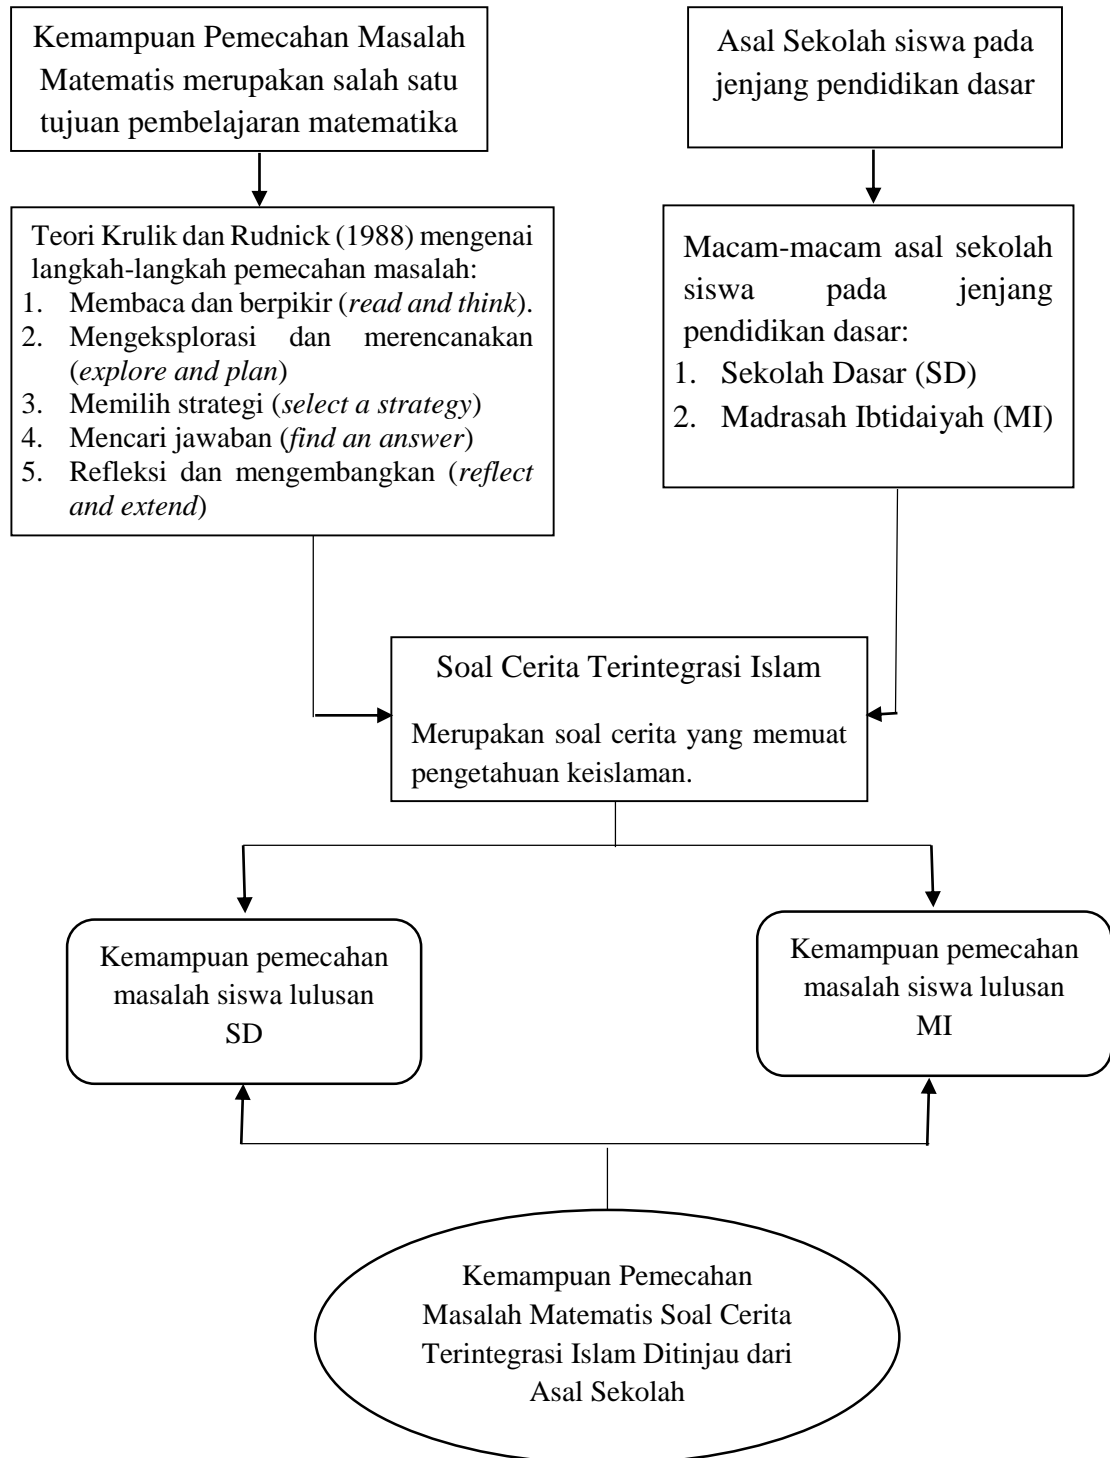 Kemampuan Pemecahan Masalah
Matematis merupakan salah satu
tujuan pembelajaran matematika
Asal Sekolah siswa pada
jenjang pendidikan dasar
Teori Krulik dan Rudnick (1988) mengenai
langkah-langkah pemecahan masalah:
1. Membaca dan berpikir (read and think).
2. Mengeksplorasi dan merencanakan
(explore and plan)
3. Memilih strategi (select a strategy)
4. Mencari jawaban (find an answer)
5. Refleksi dan mengembangkan (reflect
and extend)
Macam-macam asal sekolah
siswa pada jenjang
pendidikan dasar:
1. Sekolah Dasar (SD)
2. Madrasah Ibtidaiyah (MI)
Soal Cerita Terintegrasi Islam
Merupakan soal cerita yang memuat
pengetahuan keislaman.
Kemampuan pemecahan
masalah siswa lulusan
SD
Kemampuan pemecahan
masalah siswa lulusan
MI
Kemampuan Pemecahan
Masalah Matematis Soal Cerita
Terintegrasi Islam Ditinjau dari
Asal Sekolah